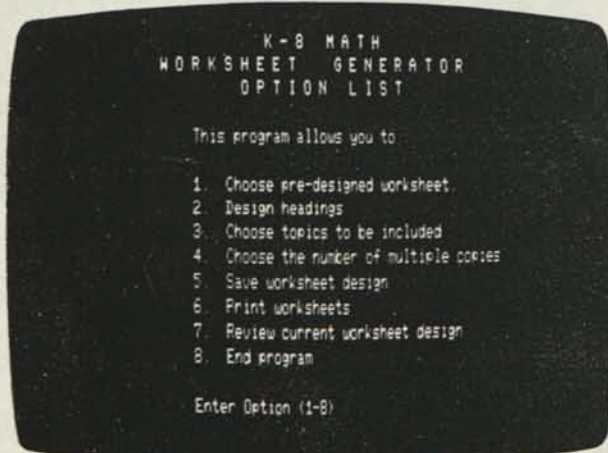 K-8 MATH
WORKSHEET GENERATOR
OPTION LIST
This program allows you to
1. Choose pre-designed worksheet.
2. Design headings
3. Choose topics to be included
4. Choose the number of multiple copies
5. Save worksheet design
6. Print worksheets
7. Review current worksheet design
8. End program
Enter Option (1-8)